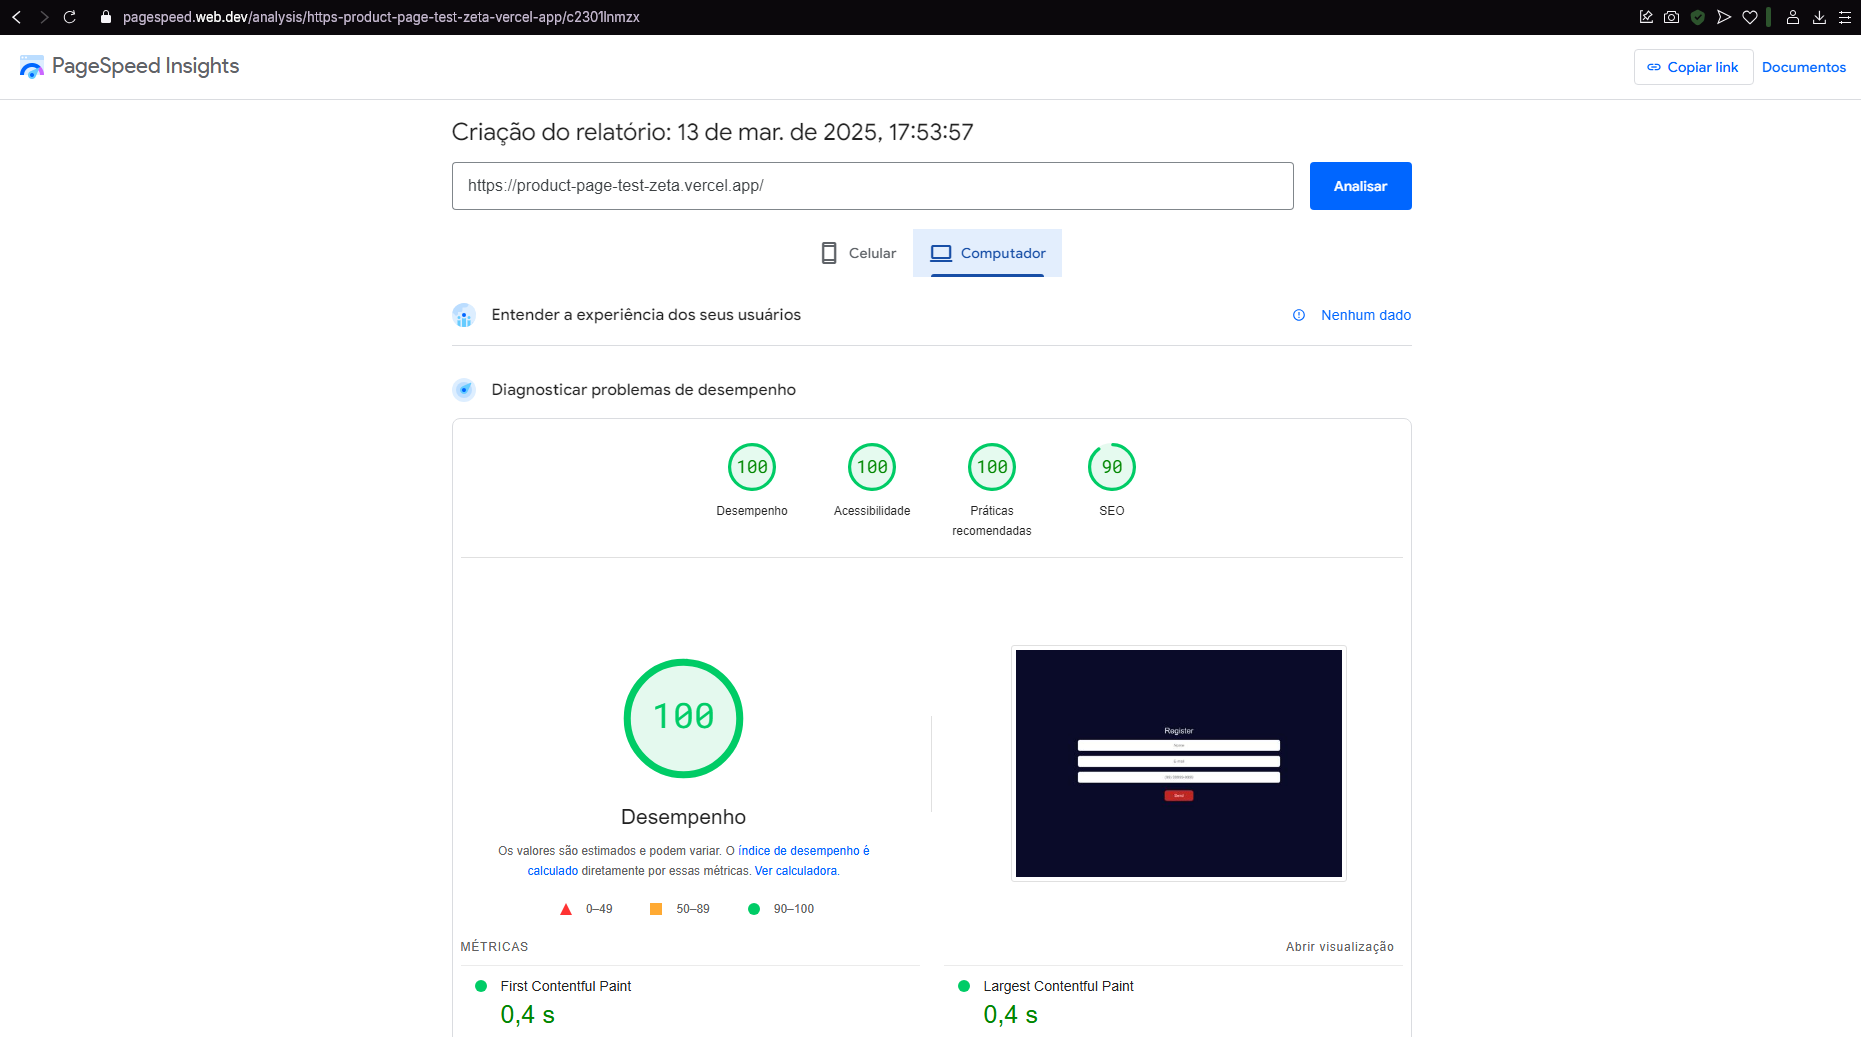 pagespeed.web.dev/analysis/https-product-page-test-zeta-vercel-app/c2301lnmzx
PageSpeed Insights
Copiar link
Documentos
Criação do relatório: 13 de mar. de 2025, 17:53:57
https://product-page-test-zeta.vercel.app/
Analisar
Celular
Computador
Entender a experiência dos seus usuários
Nenhum dado
Diagnosticar problemas de desempenho
100
100
100
90
Desempenho
Acessibilidade
Práticas
recomendadas
SEO
100
Register
Name
E-mail
Send
Desempenho
Os valores são estimados e podem variar. O índice de desempenho é
calculado diretamente por essas métricas. Ver calculadora.
0–49
50–89
90–100
MÉTRICAS
Abrir visualização
First Contentful Paint
0,4 s
Largest Contentful Paint
0,4 s